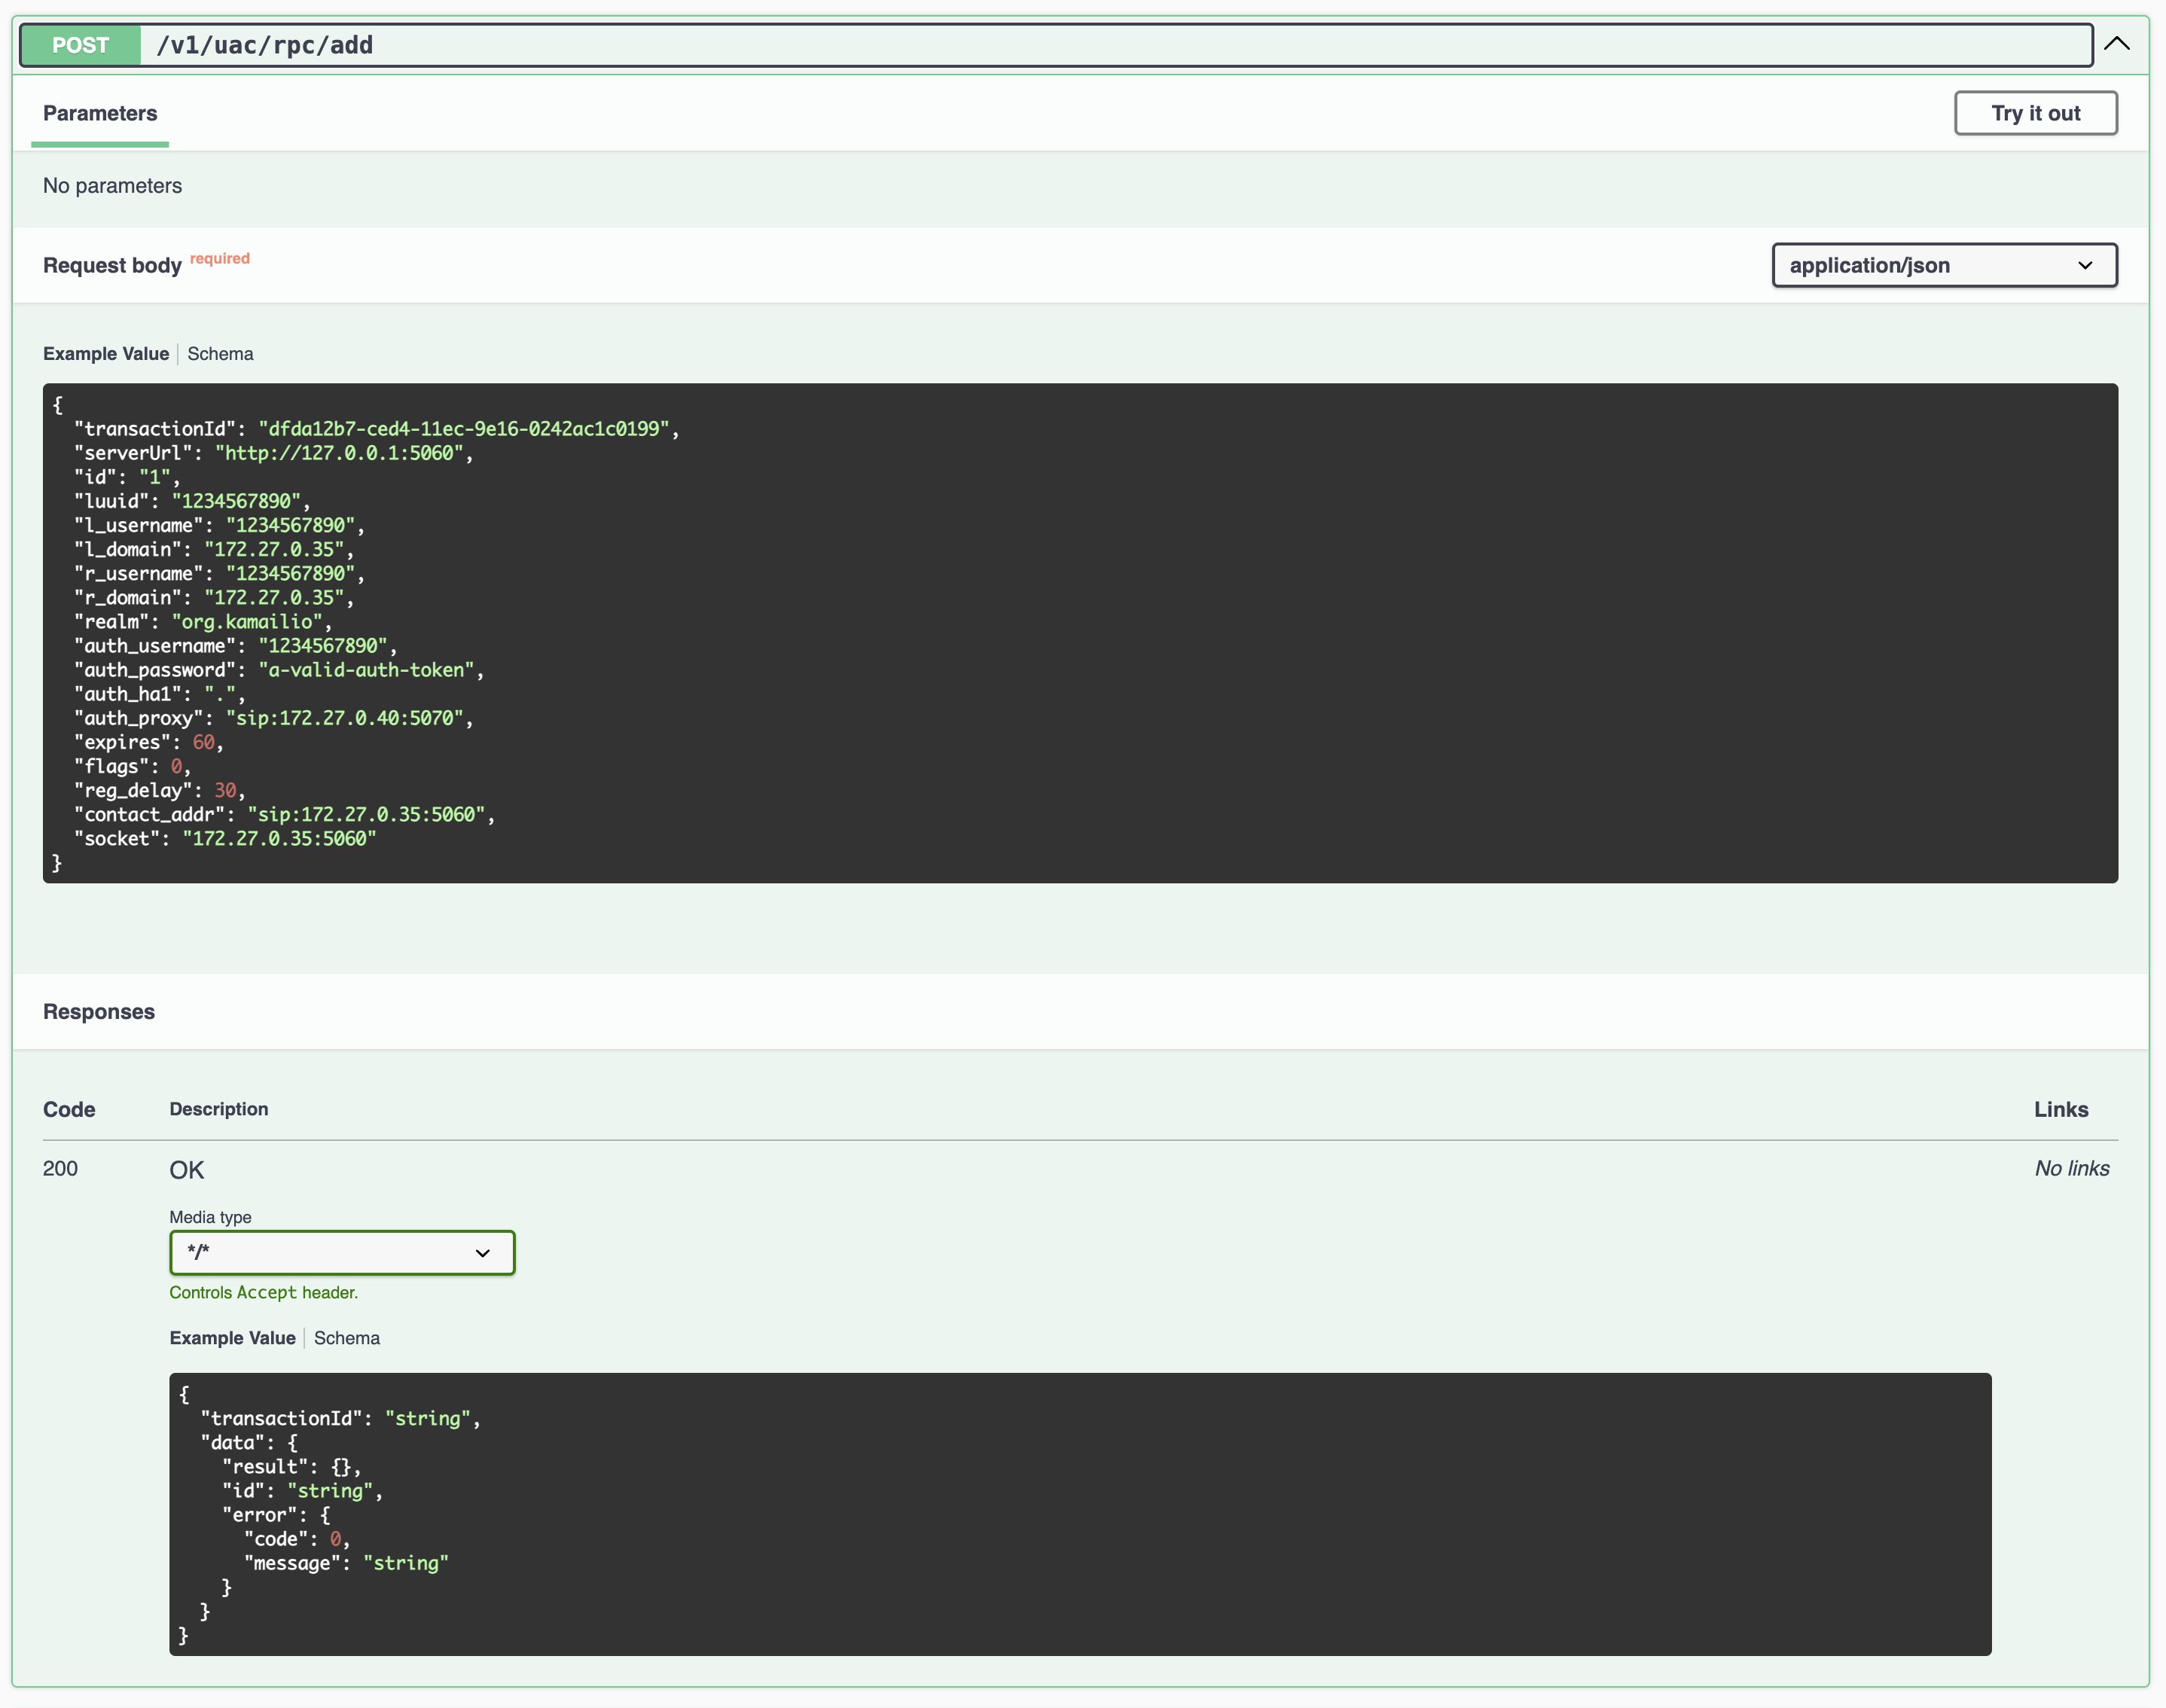 POST /v1/uac/rpc/add
Parameters
Try it out
No parameters
Request body required
application/json
Example Value Schema
{
  "transactionId": "dfda12b7-ced4-11ec-9e16-0242ac1c0199",
  "serverUrl": "http://127.0.0.1:5060",
  "id": "1",
  "luuid": "1234567890",
  "l_username": "1234567890",
  "l_domain": "172.27.0.35",
  "r_username": "1234567890",
  "r_domain": "172.27.0.35",
  "realm": "org.kamailio",
  "auth_username": "1234567890",
  "auth_password": "a-valid-auth-token",
  "auth_ha1": ".",
  "auth_proxy": "sip:172.27.0.40:5070",
  "expires": 60,
  "flags": 0,
  "reg_delay": 30,
  "contact_addr": "sip:172.27.0.35:5060",
  "socket": "172.27.0.35:5060"
}
Responses
Code Description Links
200 OK No links
Media type
*/*
Controls Accept header.
Example Value Schema
{
  "transactionId": "string",
  "data": {
    "result": {},
    "id": "string",
    "error": {
      "code": 0,
      "message": "string"
    }
  }
}